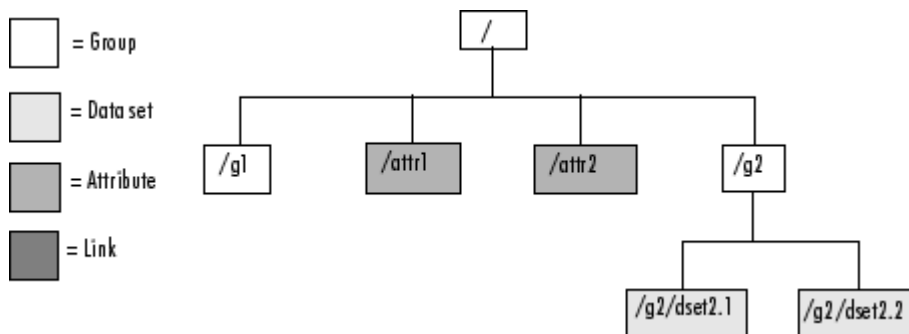 = Group
= Data set
= Attribute
= Link
/
/g1
/attr1
/attr2
/g2
/g2/dset2.1
/g2/dset2.2